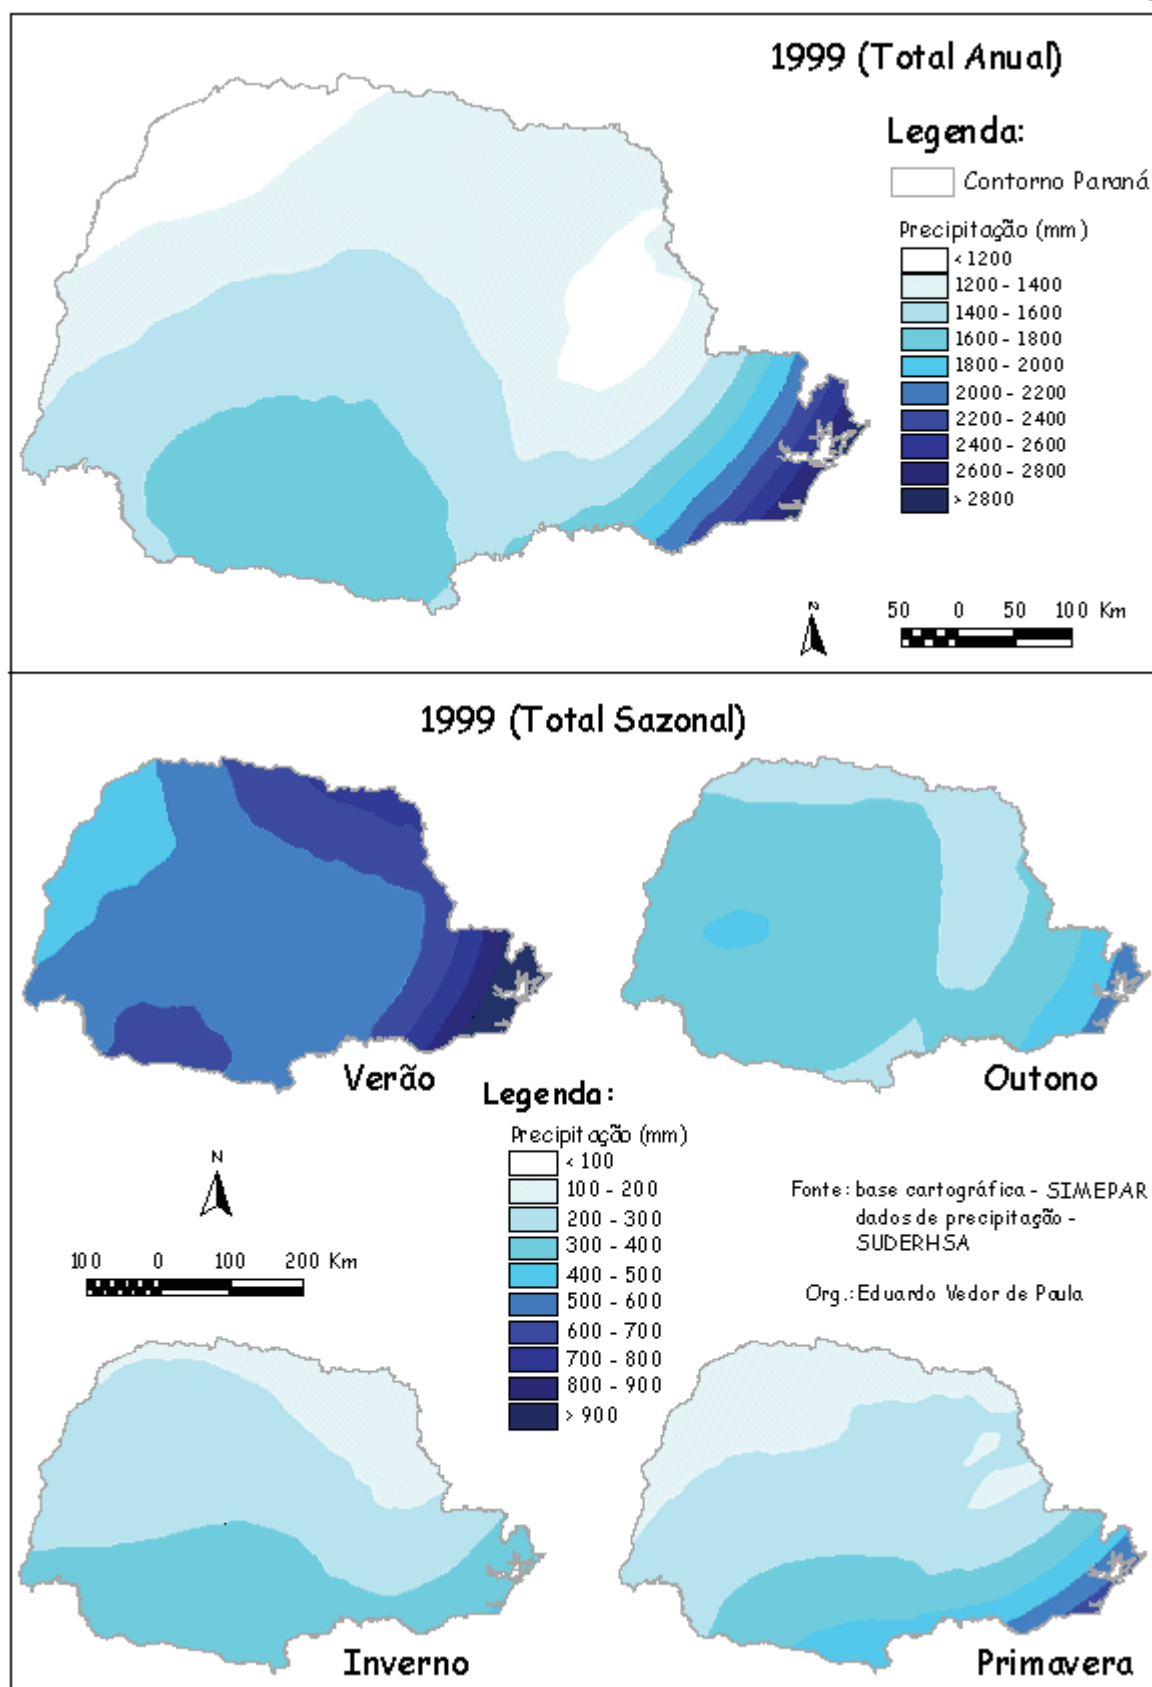 1999 (Total Anual)
Legenda:
Contorno Paraná
Precipitação (mm)
< 1200
1200 - 1400
1400 - 1600
1600 - 1800
1800 - 2000
2000 - 2200
2200 - 2400
2400 - 2600
2600 - 2800
> 2800
N
50 0 50 100 Km
1999 (Total Sazonal)
Verão
Outono
Legenda:
Precipitação (mm)
< 100
100 - 200
200 - 300
300 - 400
400 - 500
500 - 600
600 - 700
700 - 800
800 - 900
> 900
N
100 0 100 200 Km
Fonte: base cartográfica - SIMEPAR
dados de precipitação -
SUDERHSA
Org.: Eduardo Vedor de Paula
Inverno
Primavera